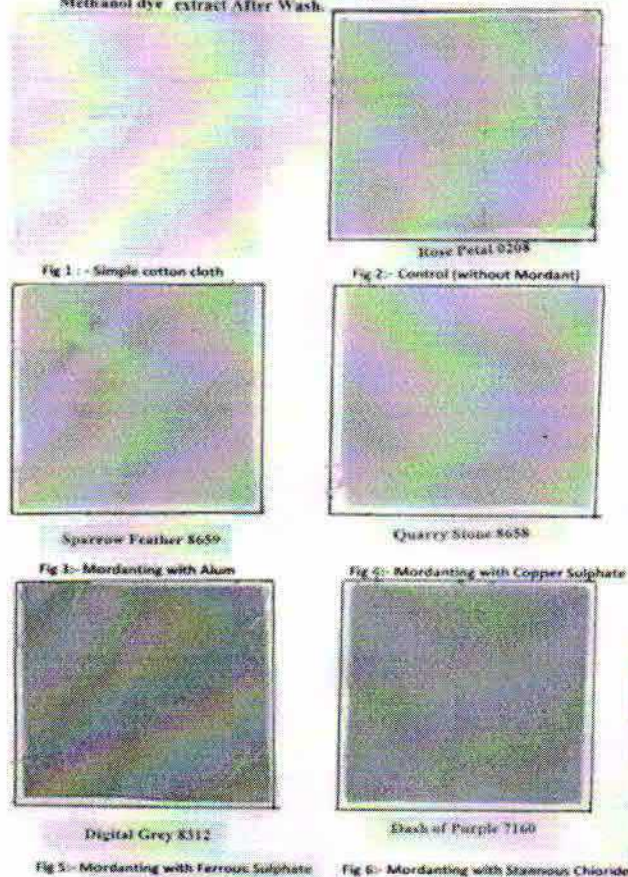 Methanol dye extract After Wash.
Rose Petal 0208
Fig 1 : - Simple cotton cloth
Fig 2:- Control (without Mordant)
Sparrow Feather 8659
Quarry Stone 8658
Fig 3:- Mordanting with Alum
Fig 4:- Mordanting with Copper Sulphate
Digital Grey 8312
Dash of Purple 7160
Fig 5:- Mordanting with Ferrous Sulphate
Fig 6:- Mordanting with Stannous Chloride